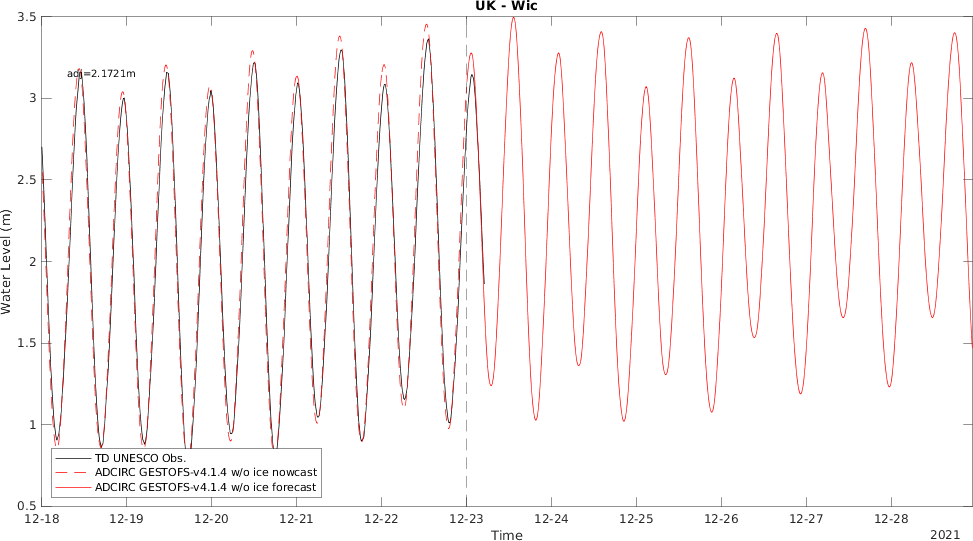 UK - Wic
3.5
3
2.5
2
1.5
1
0.5
Water Level (m)
adj=2.1721m
TD UNESCO Obs.
ADCIRC GESTOFS-v4.1.4 w/o ice nowcast
ADCIRC GESTOFS-v4.1.4 w/o ice forecast
12-18 12-19 12-20 12-21 12-22 12-23 12-24 12-25 12-26 12-27 12-28
Time
2021